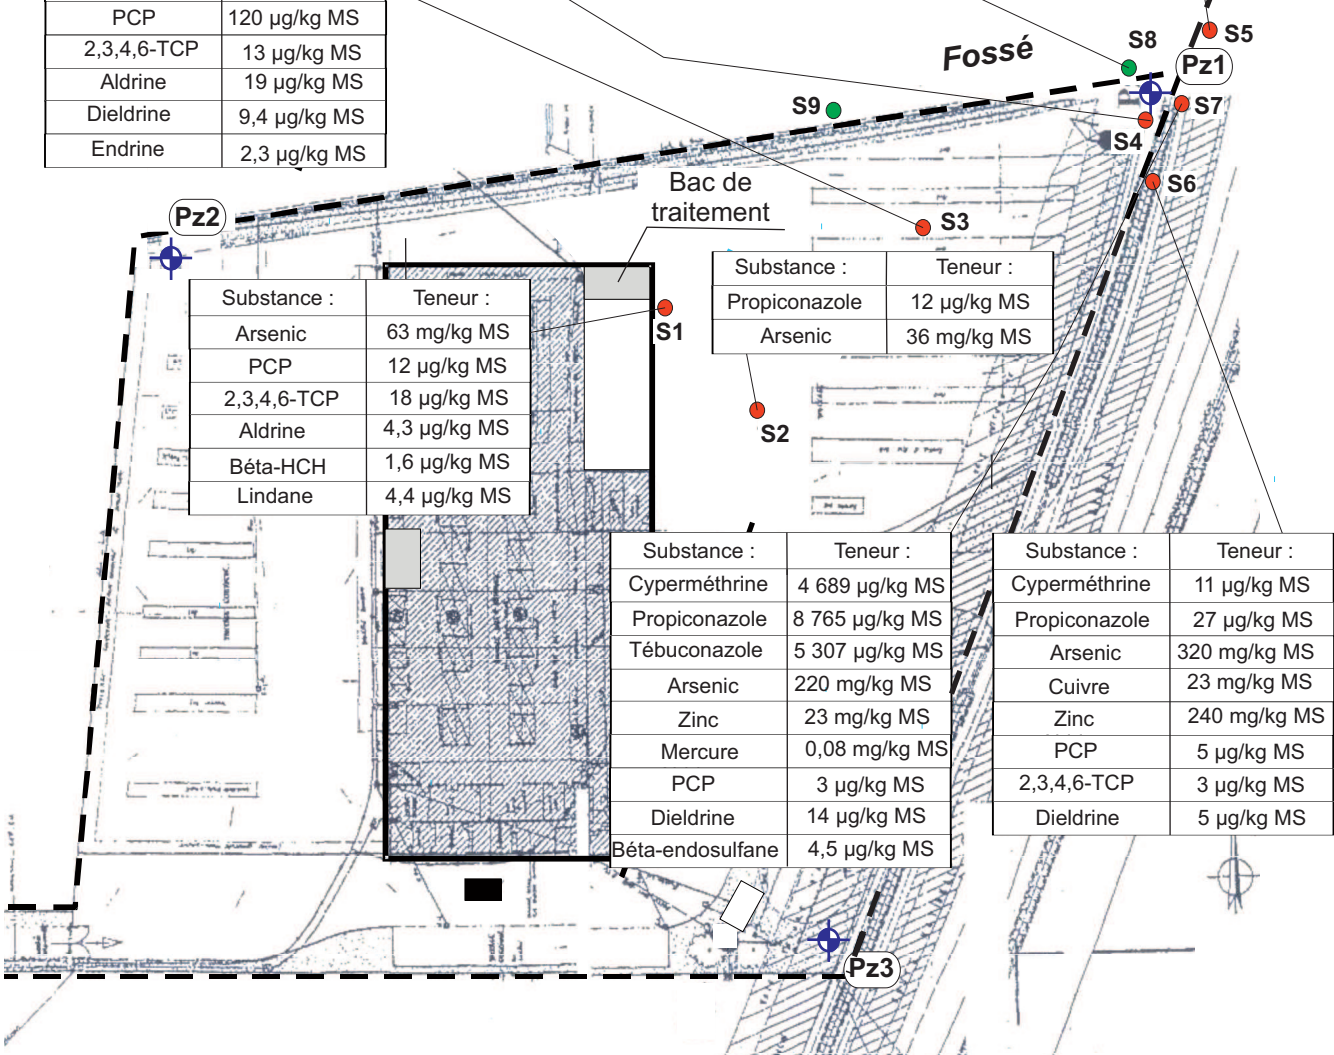 PCP 120 µg/kg MS
2,3,4,6-TCP 13 µg/kg MS
Aldrine 19 µg/kg MS
Dieldrine 9,4 µg/kg MS
Endrine 2,3 µg/kg MS
Fossé
S8
S5
Pz1
S9
S7
S4
S6
Pz2
Bac de
traitement
S3
Substance : Teneur :
Propiconazole 12 µg/kg MS
Arsenic 36 mg/kg MS
S1
S2
Substance : Teneur :
Arsenic 63 mg/kg MS
PCP 12 µg/kg MS
2,3,4,6-TCP 18 µg/kg MS
Aldrine 4,3 µg/kg MS
Béta-HCH 1,6 µg/kg MS
Lindane 4,4 µg/kg MS
Substance : Teneur :
Cyperméthrine 4 689 µg/kg MS
Propiconazole 8 765 µg/kg MS
Tébuconazole 5 307 µg/kg MS
Arsenic 220 mg/kg MS
Zinc 23 mg/kg MS
Mercure 0,08 mg/kg MS
PCP 3 µg/kg MS
Dieldrine 14 µg/kg MS
Béta-endosulfane 4,5 µg/kg MS
Substance : Teneur :
Cyperméthrine 11 µg/kg MS
Propiconazole 27 µg/kg MS
Arsenic 320 mg/kg MS
Cuivre 23 mg/kg MS
Zinc 240 mg/kg MS
PCP 5 µg/kg MS
2,3,4,6-TCP 3 µg/kg MS
Dieldrine 5 µg/kg MS
Pz3